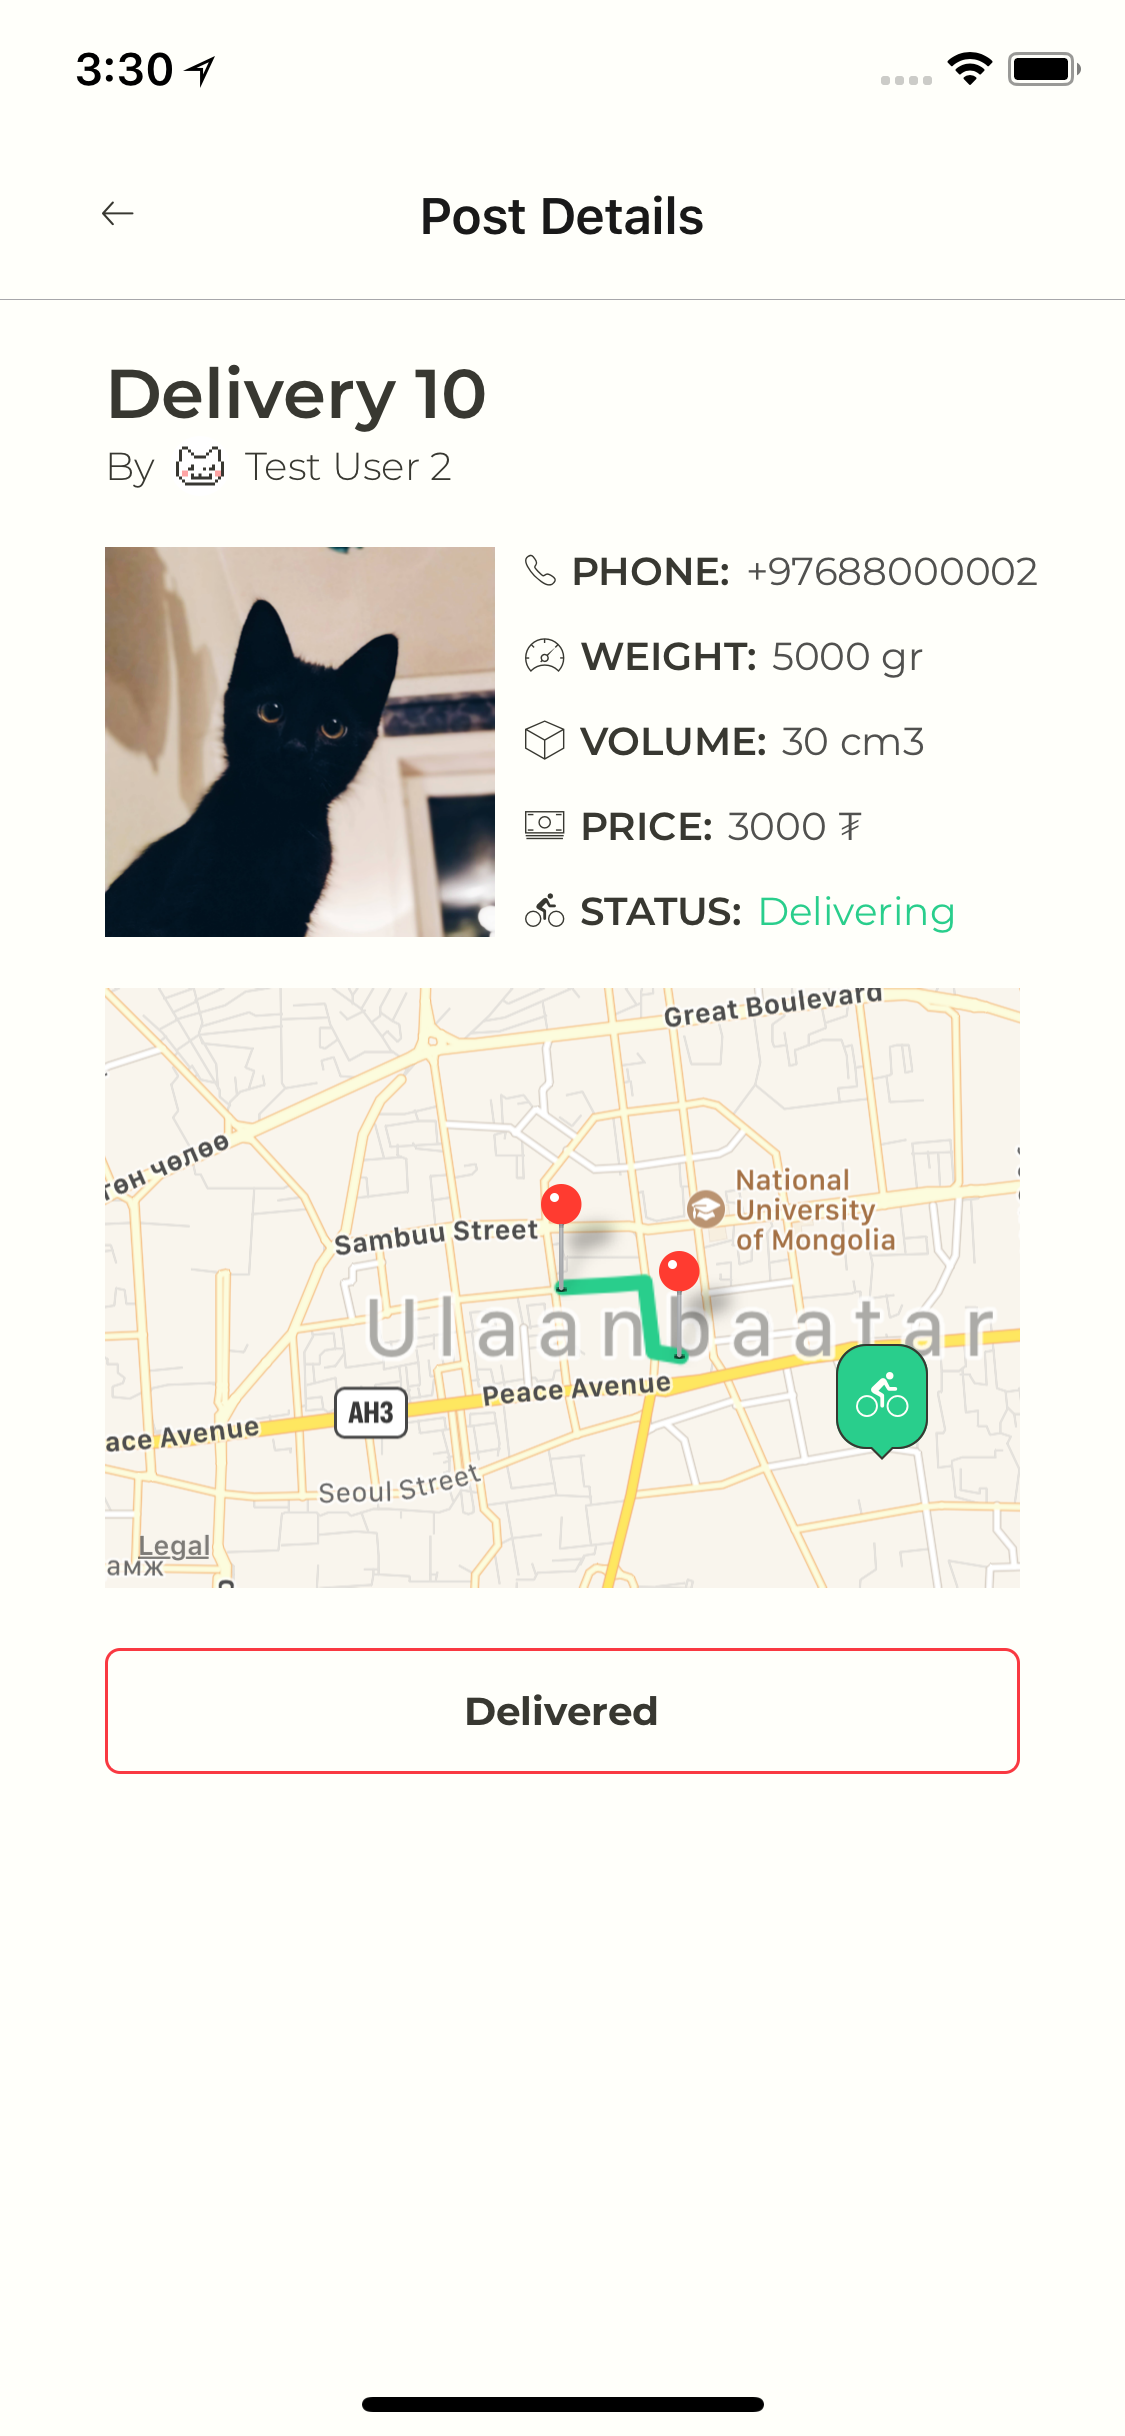 3:30
Post Details
Delivery 10
By Test User 2
PHONE: +97688000002
WEIGHT: 5000 gr
VOLUME: 30 cm3
PRICE: 3000 ₮
STATUS: Delivering
Great Boulevard
гөн чөлөө
National
University
of Mongolia
Sambuu Street
Ulaanbaatar
Peace Avenue
AH3
ace Avenue
Seoul Street
Legal
амж
Delivered